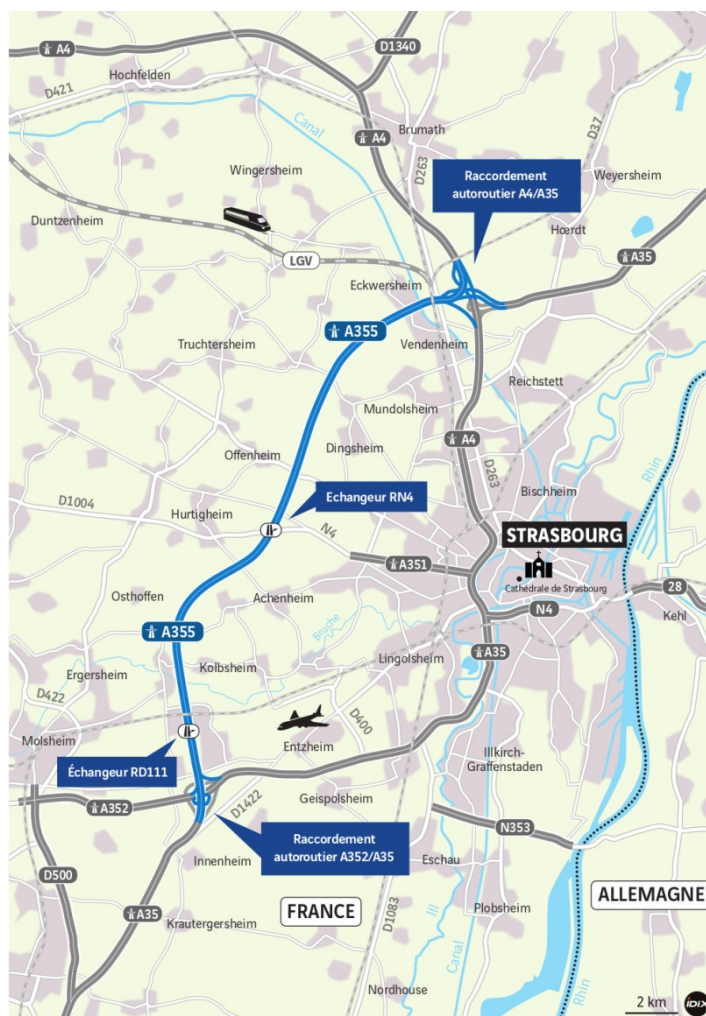 A4
D1340
Hochfelden
D421
Canal
A4
Brumath
D263
D37
Wingersheim
Raccordement
autoroutier A4/A35
Weyersheim
Duntzenheim
Hœrdt
LGV
A35
Eckwersheim
A355
Vendenheim
Truchtersheim
Reichstett
Mundolsheim
Rhin
Dingsheim
A4
Offenheim
D263
Bischheim
D1004
Echangeur RN4
Hurtigheim
N4
STRASBOURG
A351
Cathédrale de Strasbourg
28
Osthoffen
Achenheim
N4
Kehl
A355
Bruche
Lingolsheim
A35
Kolbsheim
Ergersheim
D422
D400
Molsheim
Entzheim
Illkirch-
Graffenstaden
Échangeur RD111
A352
D1422
Geispolsheim
N353
Raccordement
autoroutier A352/A35
Innenheim
Eschau
D500
ALLEMAGNE
A35
FRANCE
Plobsheim
Krautergersheim
D1083
Ill
Canal
Rhin
Nordhouse
2 km
iDiX